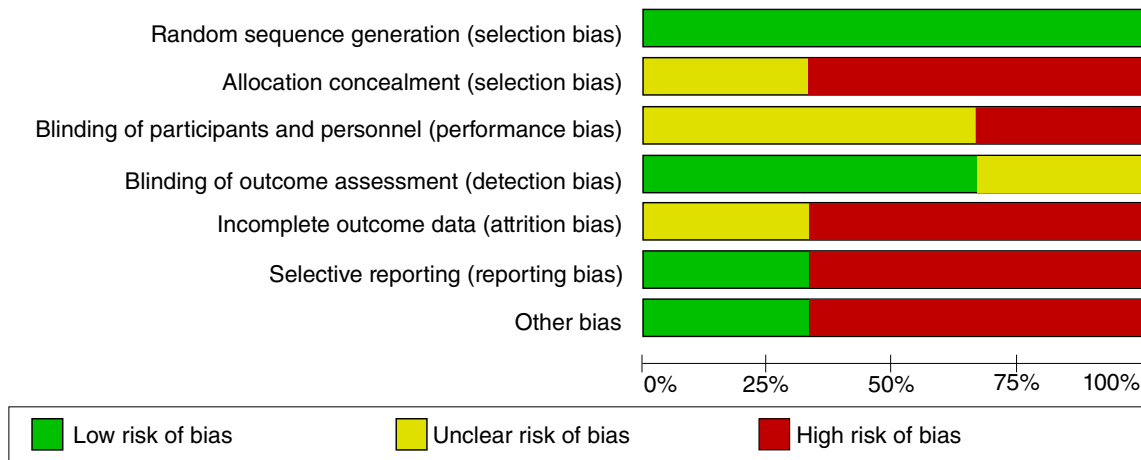 Random sequence generation (selection bias)
Allocation concealment (selection bias)
Blinding of participants and personnel (performance bias)
Blinding of outcome assessment (detection bias)
Incomplete outcome data (attrition bias)
Selective reporting (reporting bias)
Other bias
0% 25% 50% 75% 100%
Low risk of bias Unclear risk of bias High risk of bias